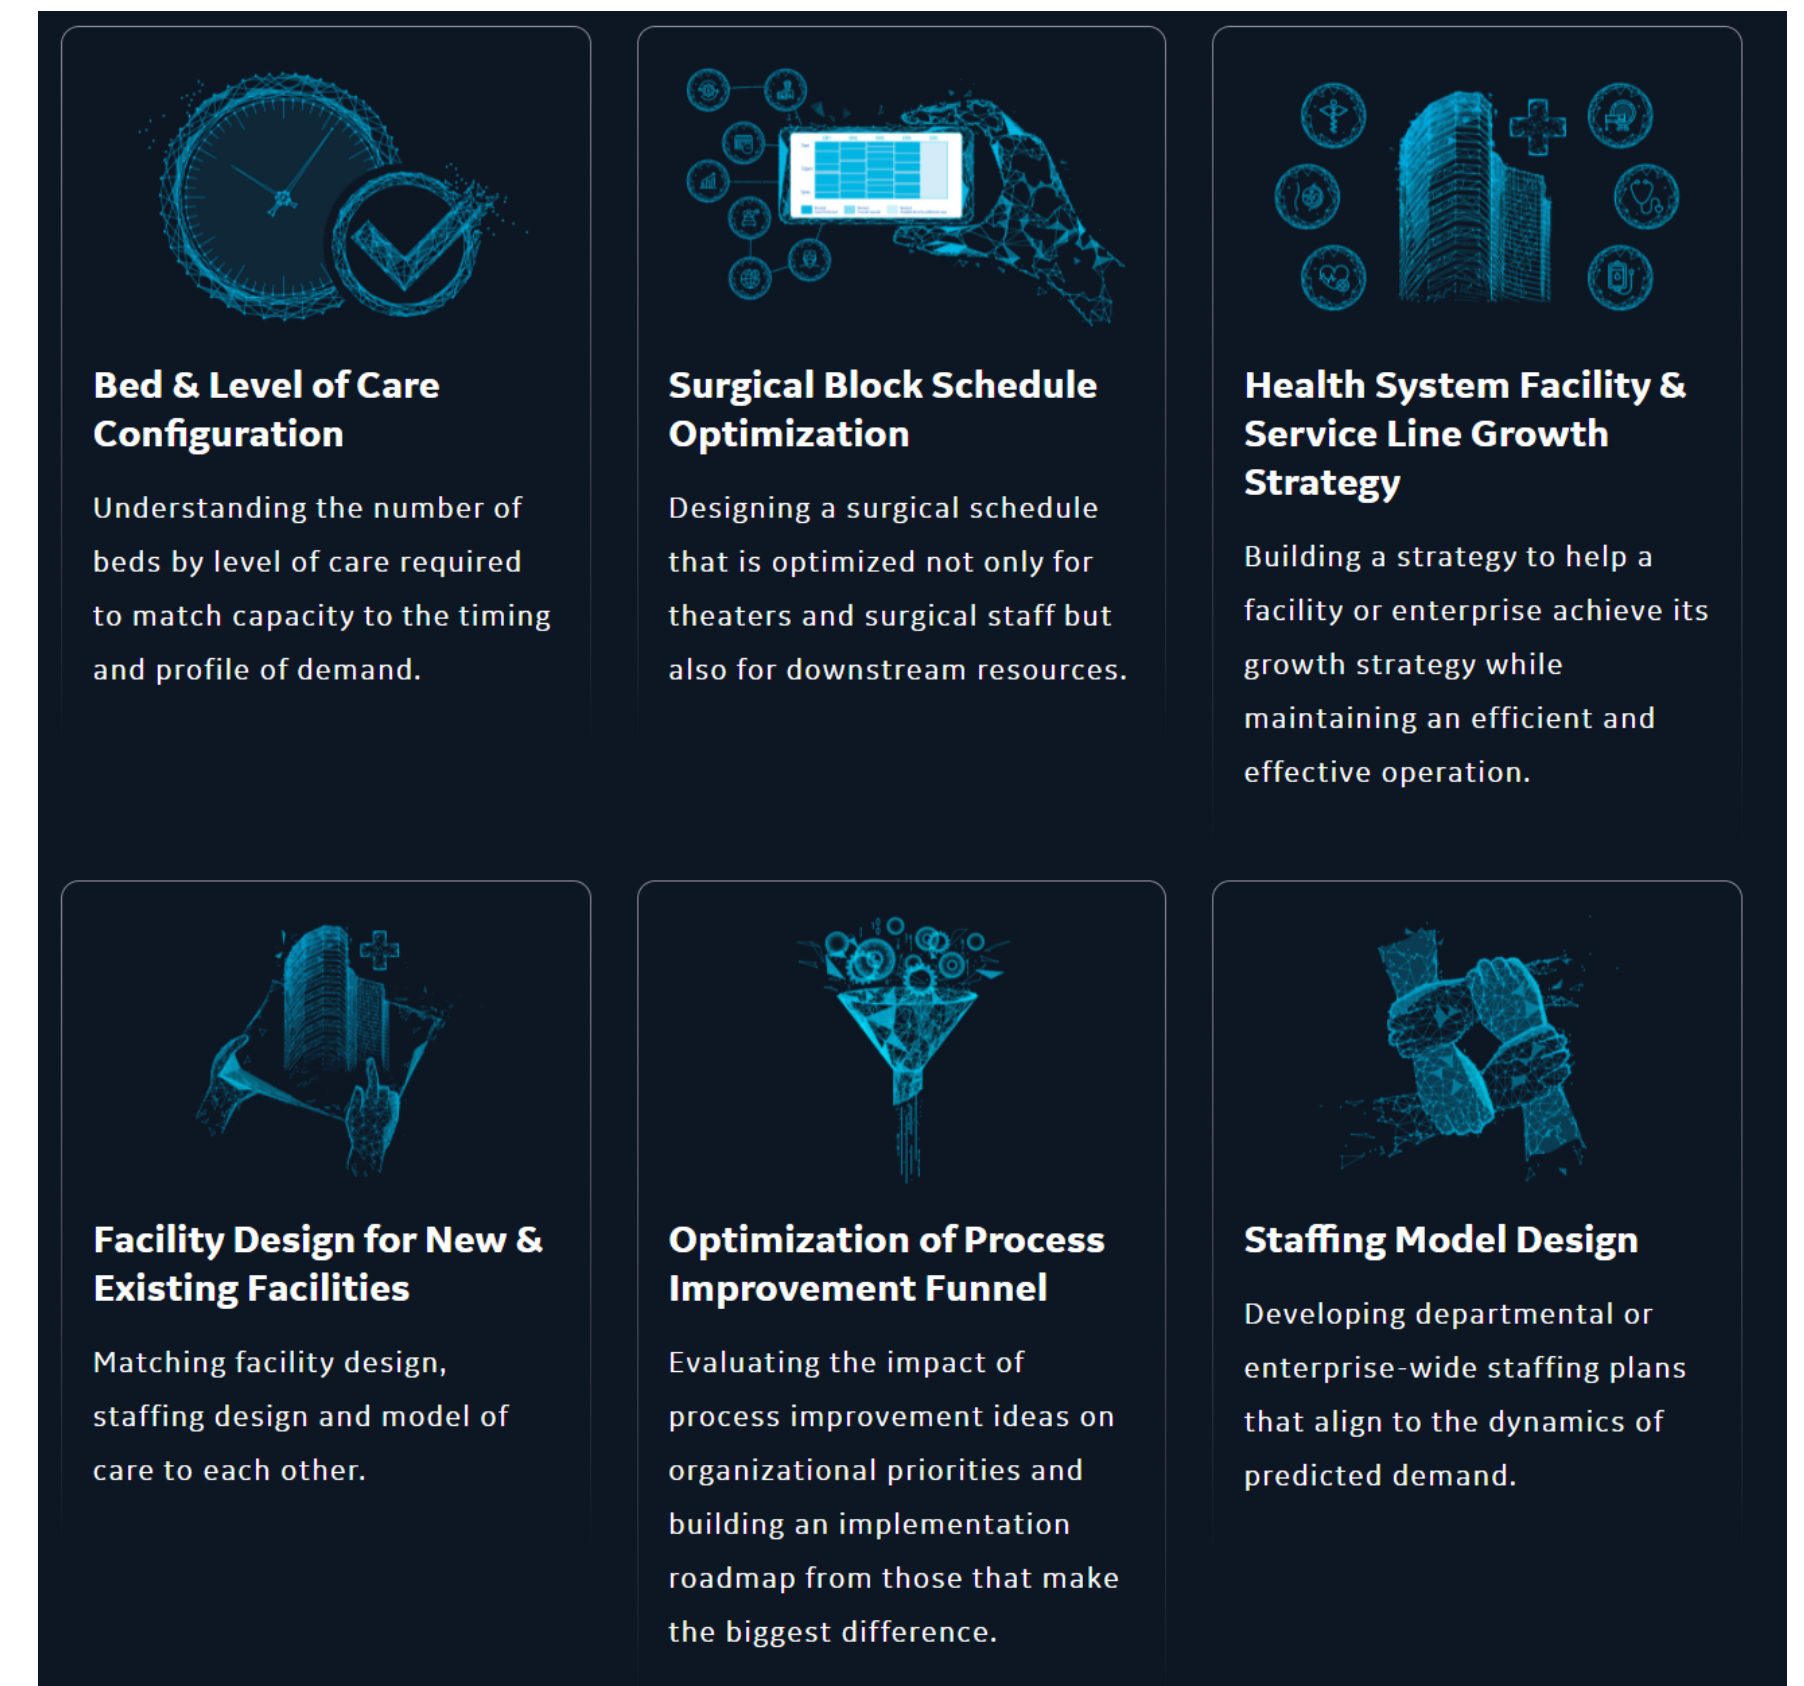 Bed & Level of Care
Configuration
Understanding the number of
beds by level of care required
to match capacity to the timing
and profile of demand.
Surgical Block Schedule
Optimization
Designing a surgical schedule
that is optimized not only for
theaters and surgical staff but
also for downstream resources.
Health System Facility &
Service Line Growth
Strategy
Building a strategy to help a
facility or enterprise achieve its
growth strategy while
maintaining an efficient and
effective operation.
Facility Design for New &
Existing Facilities
Matching facility design,
staffing design and model of
care to each other.
Optimization of Process
Improvement Funnel
Evaluating the impact of
process improvement ideas on
organizational priorities and
building an implementation
roadmap from those that make
the biggest difference.
Staffing Model Design
Developing departmental or
enterprise-wide staffing plans
that align to the dynamics of
predicted demand.